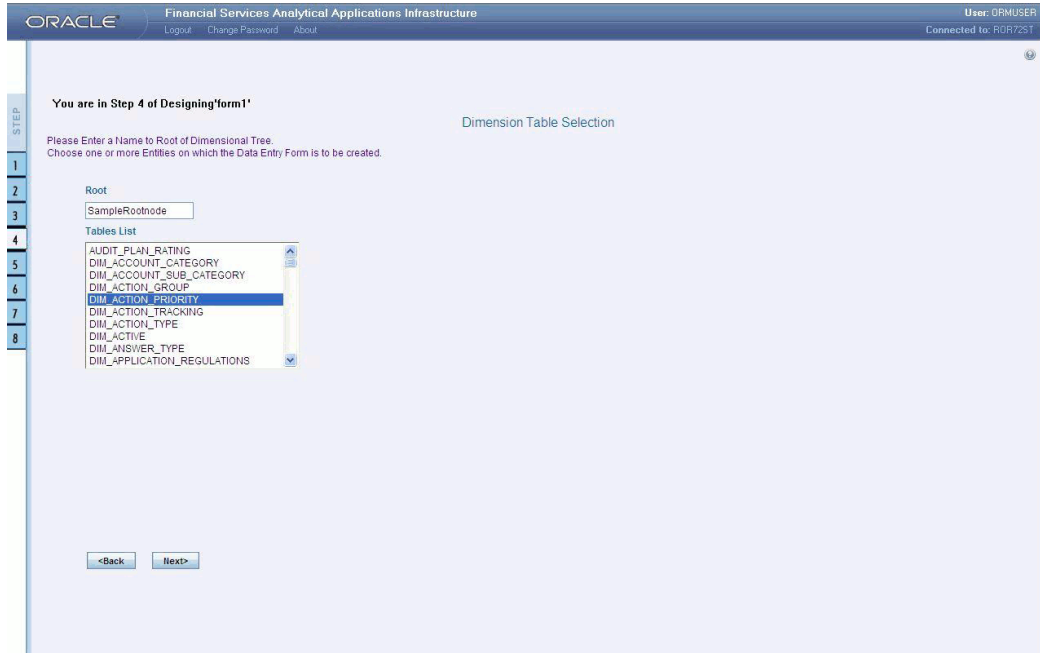 ORACLE
Financial Services Analytical Applications Infrastructure
User: ORMUSER
Logout Change Password About
Connected to: ROR72ST
You are in Step 4 of Designing'form1'
Dimension Table Selection
Please Enter a Name to Root of Dimensional Tree.
Choose one or more Entities on which the Data Entry Form is to be created.
STEP
1
2
3
4
5
6
7
8
Root
SampleRootnode
Tables List
AUDIT_PLAN_RATING
DIM_ACCOUNT_CATEGORY
DIM_ACCOUNT_SUB_CATEGORY
DIM_ACTION_GROUP
DIM_ACTION_PRIORITY
DIM_ACTION_TRACKING
DIM_ACTION_TYPE
DIM_ACTIVE
DIM_ANSWER_TYPE
DIM_APPLICATION_REGULATIONS
<Back Next>